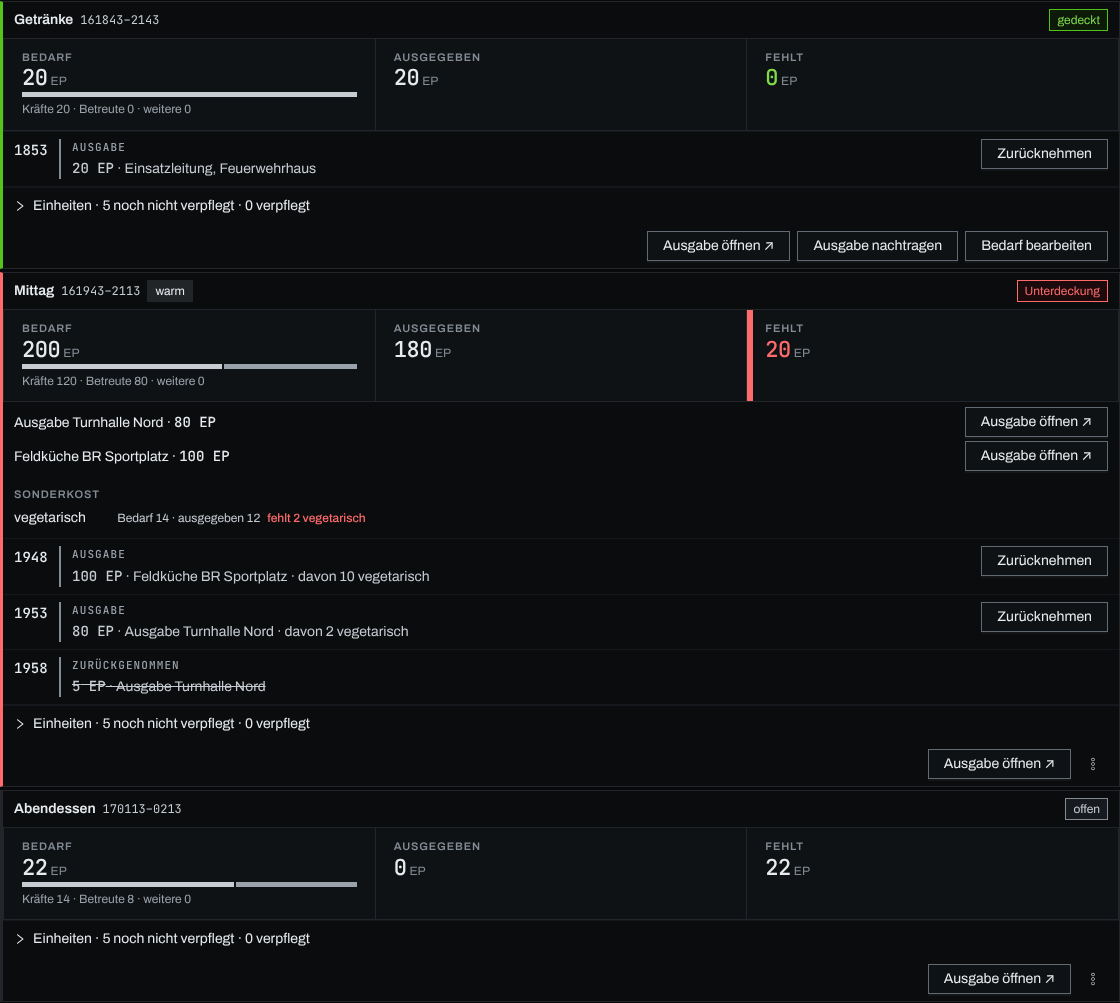 Getränke 161843–2143 gedeckt
BEDARF AUSGEGEBEN FEHLT
20 EP 20 EP 0 EP
Kräfte 20 · Betreute 0 · weitere 0
1853 AUSGABE Zurücknehmen
20 EP · Einsatzleitung, Feuerwehrhaus
Einheiten · 5 noch nicht verpflegt · 0 verpflegt
Ausgabe öffnen ↗ Ausgabe nachtragen Bedarf bearbeiten
Mittag 161943–2113 warm Unterdeckung
BEDARF AUSGEGEBEN FEHLT
200 EP 180 EP 20 EP
Kräfte 120 · Betreute 80 · weitere 0
Ausgabe Turnhalle Nord · 80 EP Ausgabe öffnen ↗
Feldküche BR Sportplatz · 100 EP Ausgabe öffnen ↗
SONDERKOST
vegetarisch Bedarf 14 · ausgegeben 12 fehlt 2 vegetarisch
1948 AUSGABE Zurücknehmen
100 EP · Feldküche BR Sportplatz · davon 10 vegetarisch
1953 AUSGABE Zurücknehmen
80 EP · Ausgabe Turnhalle Nord · davon 2 vegetarisch
1958 ZURÜCKGENOMMEN
5 EP · Ausgabe Turnhalle Nord
Einheiten · 5 noch nicht verpflegt · 0 verpflegt
Ausgabe öffnen ↗
Abendessen 170113–0213 offen
BEDARF AUSGEGEBEN FEHLT
22 EP 0 EP 22 EP
Kräfte 14 · Betreute 8 · weitere 0
Einheiten · 5 noch nicht verpflegt · 0 verpflegt
Ausgabe öffnen ↗